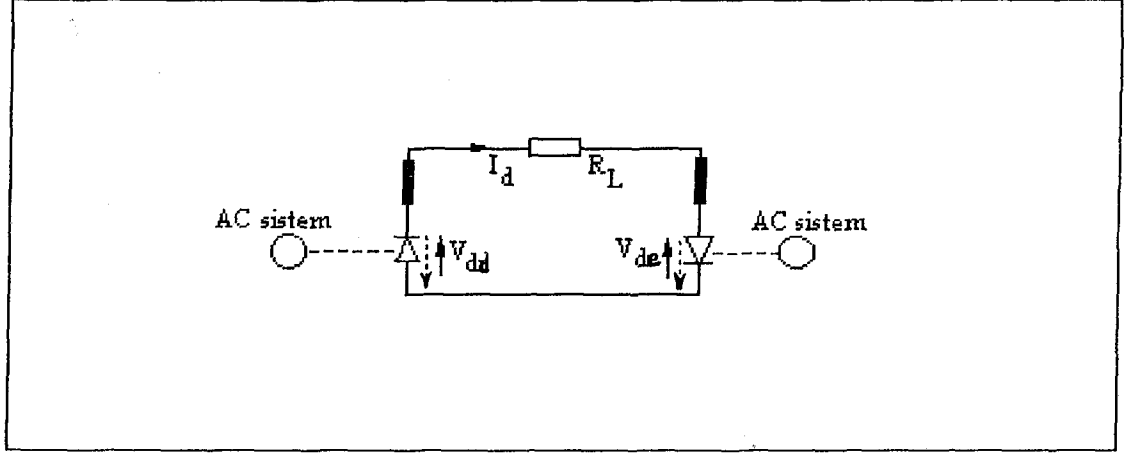 I_d
R_L
AC sistem
V_dd
V_de
AC sistem